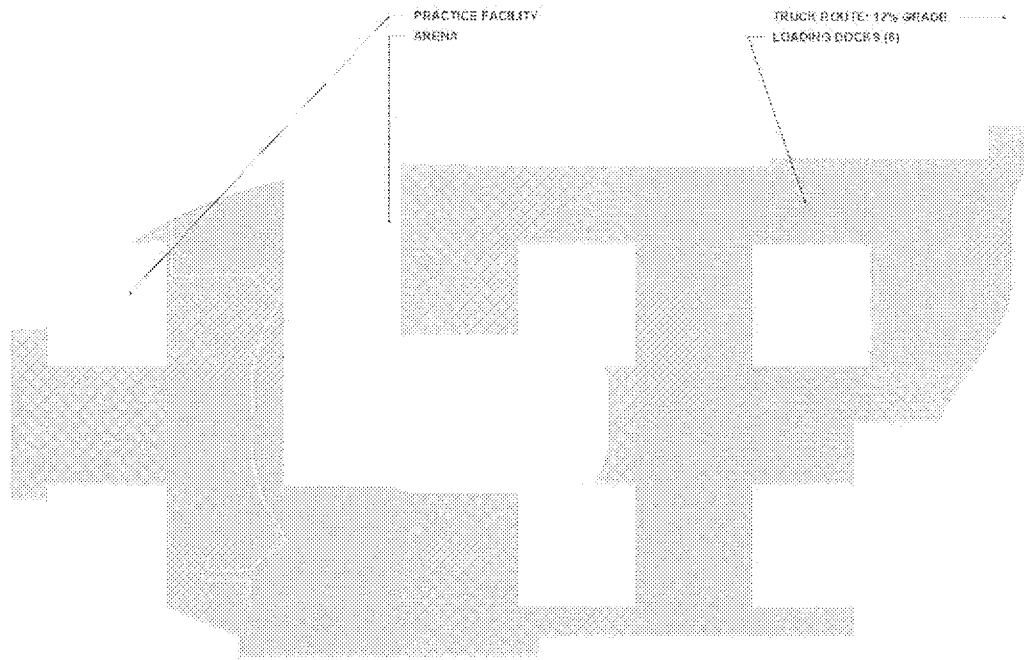 PRACTICE FACILITY
ARENA
TRUCK ROUTE: 12% GRADE
LOADING DOCKS (6)